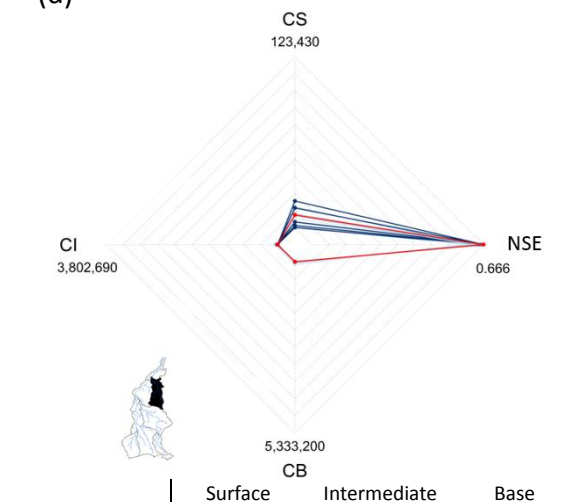 CS
123,430
CI
NSE
3,802,690
0.666
5,333,200
CB
Surface Intermediate Base